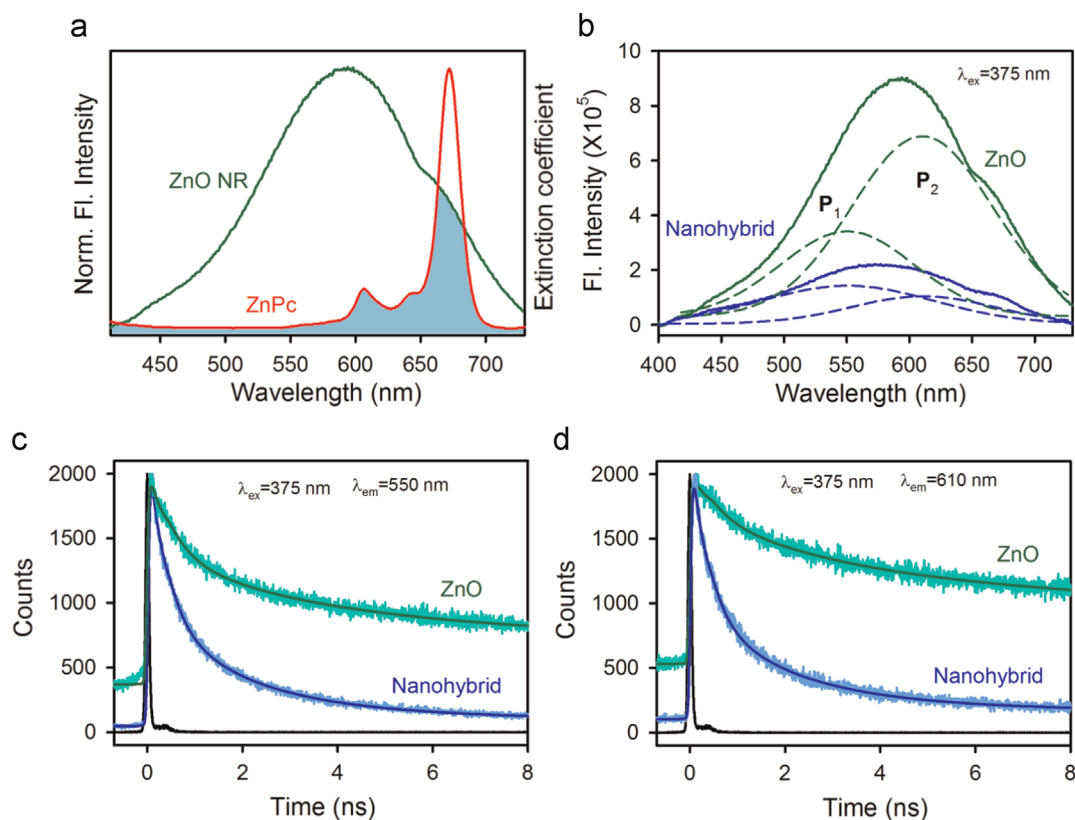 a
Norm. Fl. Intensity
Extinction coefficient
ZnO NR
ZnPc
450 500 550 600 650 700
Wavelength (nm)
b
Fl. Intensity (X10⁵)
10
8
6
4
2
0
λex=375 nm
ZnO
P1
P2
Nanohybrid
400 450 500 550 600 650 700
Wavelength (nm)
c
Counts
2000
1500
1000
500
0
λex=375 nm λem=550 nm
ZnO
Nanohybrid
0 2 4 6 8
Time (ns)
d
Counts
2000
1500
1000
500
0
λex=375 nm λem=610 nm
ZnO
Nanohybrid
0 2 4 6 8
Time (ns)